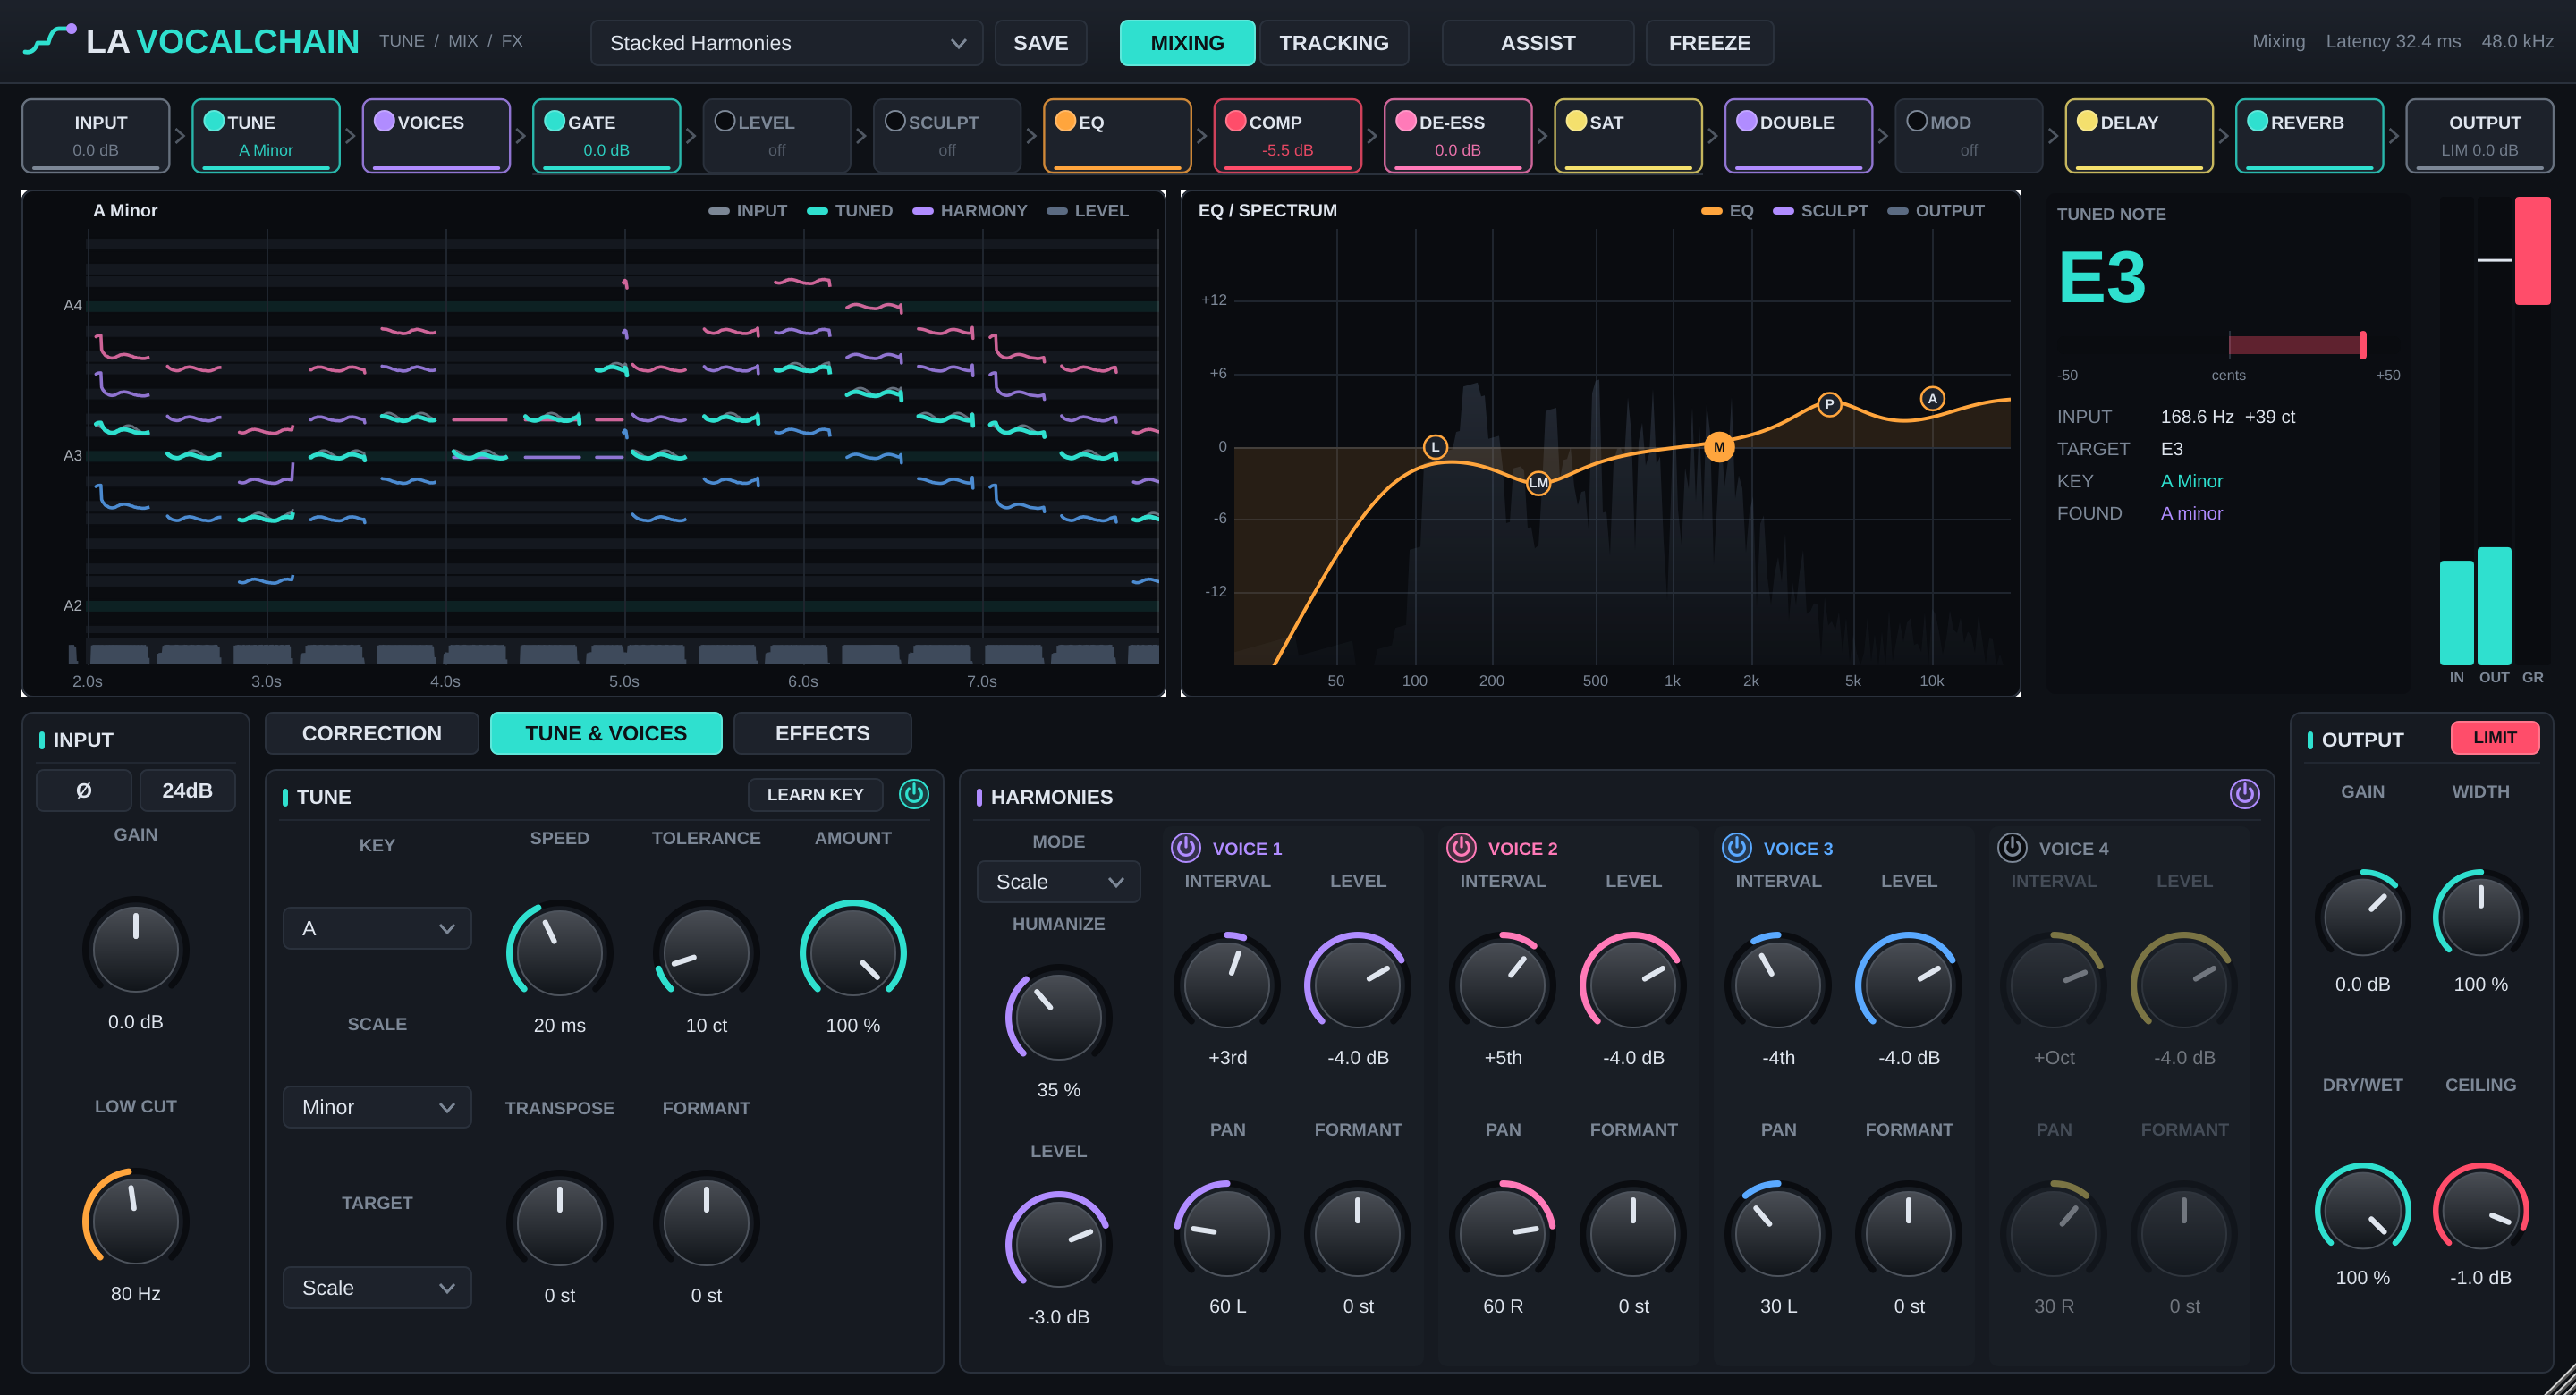 LA VOCALCHAIN TUNE / MIX / FX Stacked Harmonies SAVE MIXING TRACKING ASSIST FREEZE Mixing Latency 32.4 ms 48.0 kHz
INPUT TUNE VOICES GATE LEVEL SCULPT EQ COMP DE-ESS SAT DOUBLE MOD DELAY REVERB OUTPUT
0.0 dB A Minor 0.0 dB off off -5.5 dB 0.0 dB off LIM 0.0 dB
A Minor INPUT TUNED HARMONY LEVEL
A4
A3
A2
2.0s 3.0s 4.0s 5.0s 6.0s 7.0s
EQ / SPECTRUM EQ SCULPT OUTPUT
+12
+6
0
-6
-12
L LM M P A
50 100 200 500 1k 2k 5k 10k
TUNED NOTE
E3
-50 cents +50
INPUT 168.6 Hz +39 ct
TARGET E3
KEY A Minor
FOUND A minor
IN OUT GR
INPUT
Ø 24dB
GAIN
0.0 dB
LOW CUT
80 Hz
CORRECTION TUNE & VOICES EFFECTS
TUNE LEARN KEY
KEY SPEED TOLERANCE AMOUNT
A
20 ms 10 ct 100 %
SCALE
Minor
TRANSPOSE FORMANT
TARGET
Scale
0 st 0 st
HARMONIES
MODE
Scale
HUMANIZE
35 %
LEVEL
-3.0 dB
VOICE 1
INTERVAL LEVEL
+3rd -4.0 dB
PAN FORMANT
60 L 0 st
VOICE 2
INTERVAL LEVEL
+5th -4.0 dB
PAN FORMANT
60 R 0 st
VOICE 3
INTERVAL LEVEL
-4th -4.0 dB
PAN FORMANT
30 L 0 st
VOICE 4
INTERVAL LEVEL
+Oct -4.0 dB
PAN FORMANT
30 R 0 st
OUTPUT LIMIT
GAIN WIDTH
0.0 dB 100 %
DRY/WET CEILING
100 % -1.0 dB